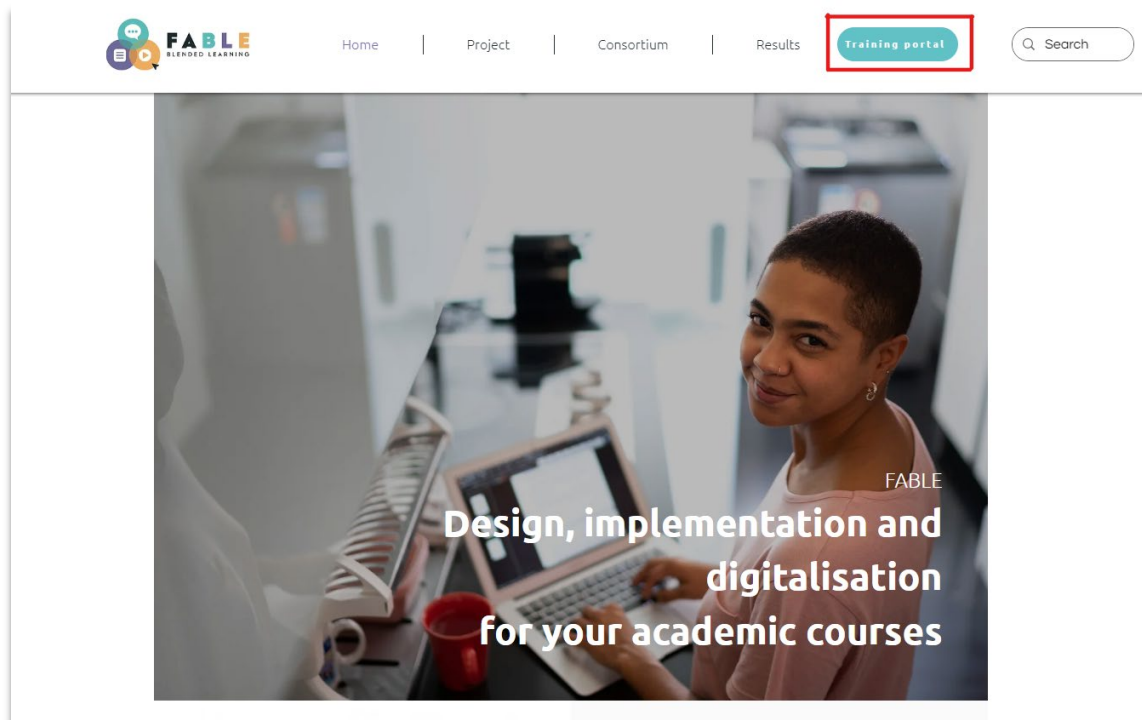 FABLE
BLENDED LEARNING
Home
Project
Consortium
Results
Training portal
Search
FABLE
Design, implementation and
digitalisation
for your academic courses